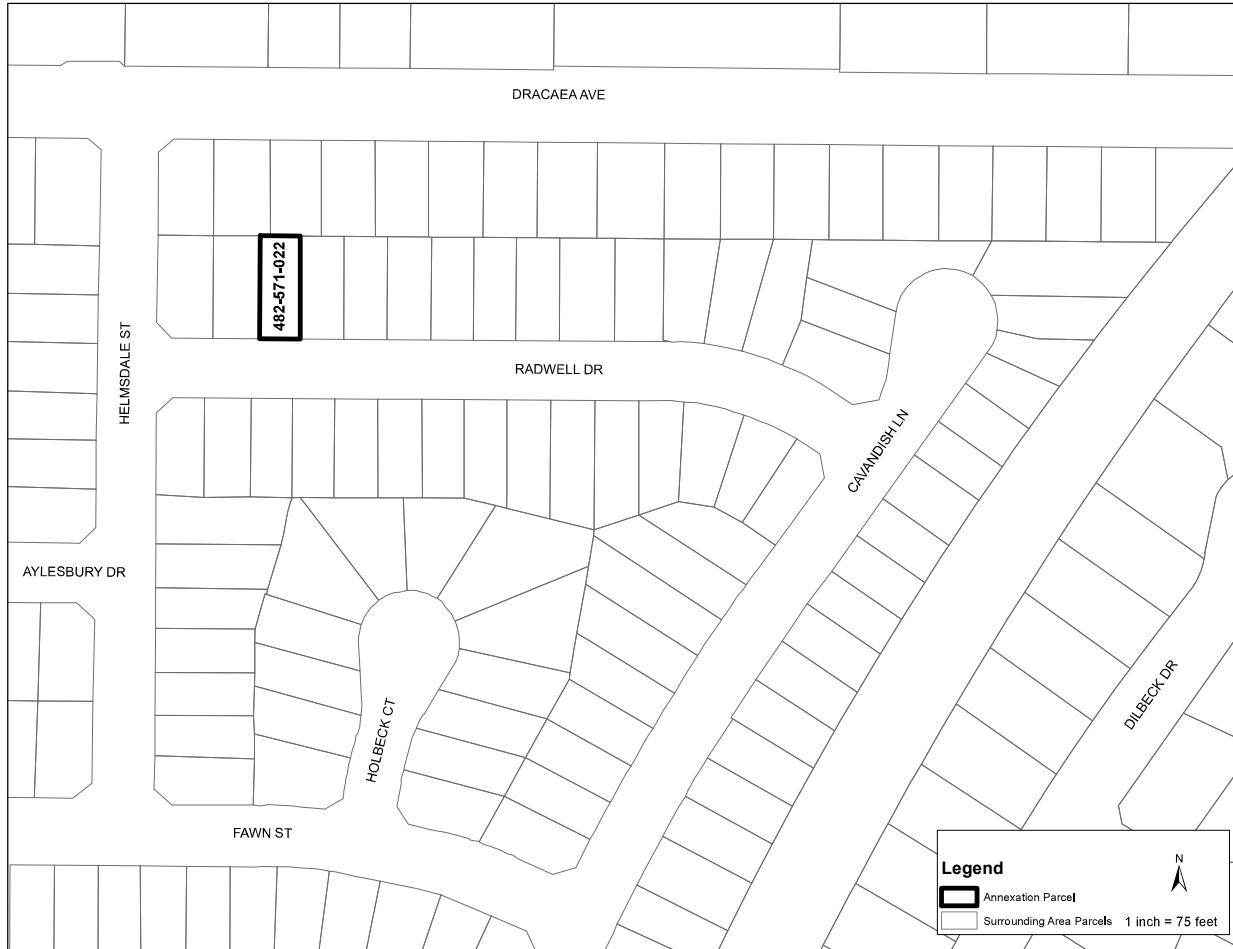 DRACAEA AVE
482-571-022
HELMSDALE ST
RADWELL DR
CAVANDISH LN
AYLESBURY DR
DILBECK DR
HOLBECK CT
FAWN ST
Legend
N
Annexation Parcel
Surrounding Area Parcels 1 inch = 75 feet